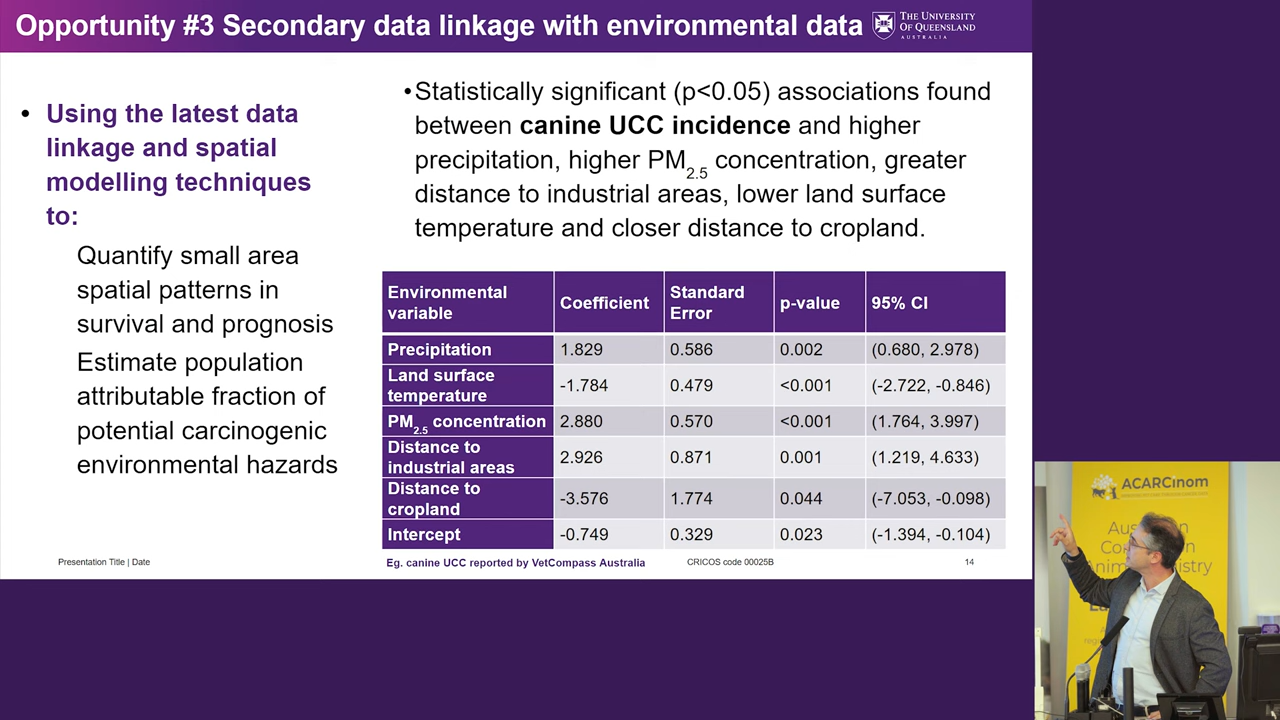 Opportunity #3 Secondary data linkage with environmental data
THE UNIVERSITY
OF QUEENSLAND
AUSTRALIA
• Using the latest data
linkage and spatial
modelling techniques
to:
Quantify small area
spatial patterns in
survival and prognosis
Estimate population
attributable fraction of
potential carcinogenic
environmental hazards
•Statistically significant (p<0.05) associations found
between canine UCC incidence and higher
precipitation, higher PM2.5 concentration, greater
distance to industrial areas, lower land surface
temperature and closer distance to cropland.
Environmental variable Coefficient Standard Error p-value 95% CI
Precipitation 1.829 0.586 0.002 (0.680, 2.978)
Land surface temperature -1.784 0.479 <0.001 (-2.722, -0.846)
PM2.5 concentration 2.880 0.570 <0.001 (1.764, 3.997)
Distance to industrial areas 2.926 0.871 0.001 (1.219, 4.633)
Distance to cropland -3.576 1.774 0.044 (-7.053, -0.098)
Intercept -0.749 0.329 0.023 (-1.394, -0.104)
Presentation Title | Date
Eg. canine UCC reported by VetCompass Australia
CRICOS code 00025B
14
ACARCinom